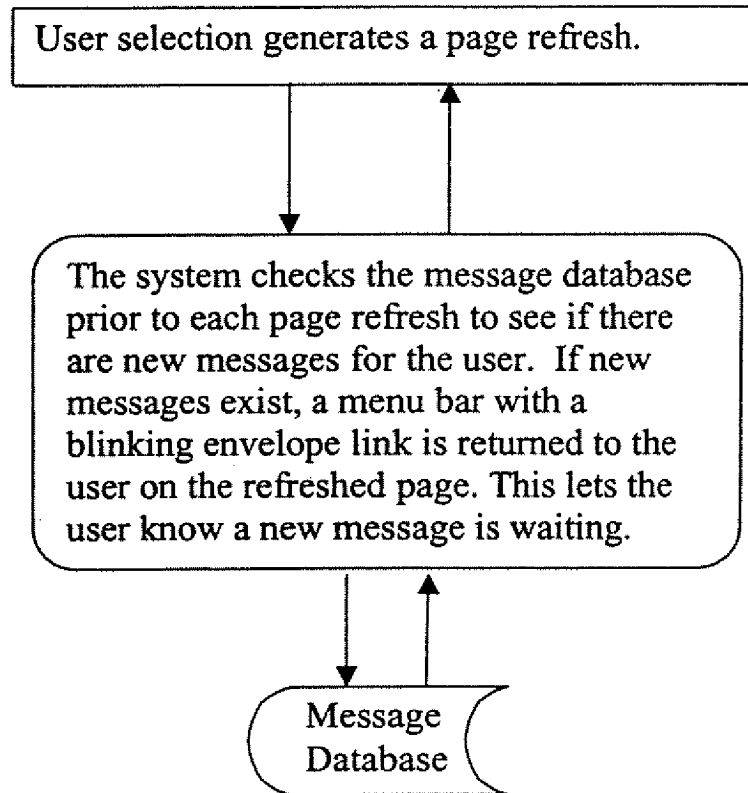 User selection generates a page refresh.
The system checks the message database
prior to each page refresh to see if there
are new messages for the user.  If new
messages exist, a menu bar with a
blinking envelope link is returned to the
user on the refreshed page. This lets the
user know a new message is waiting.
Message
Database